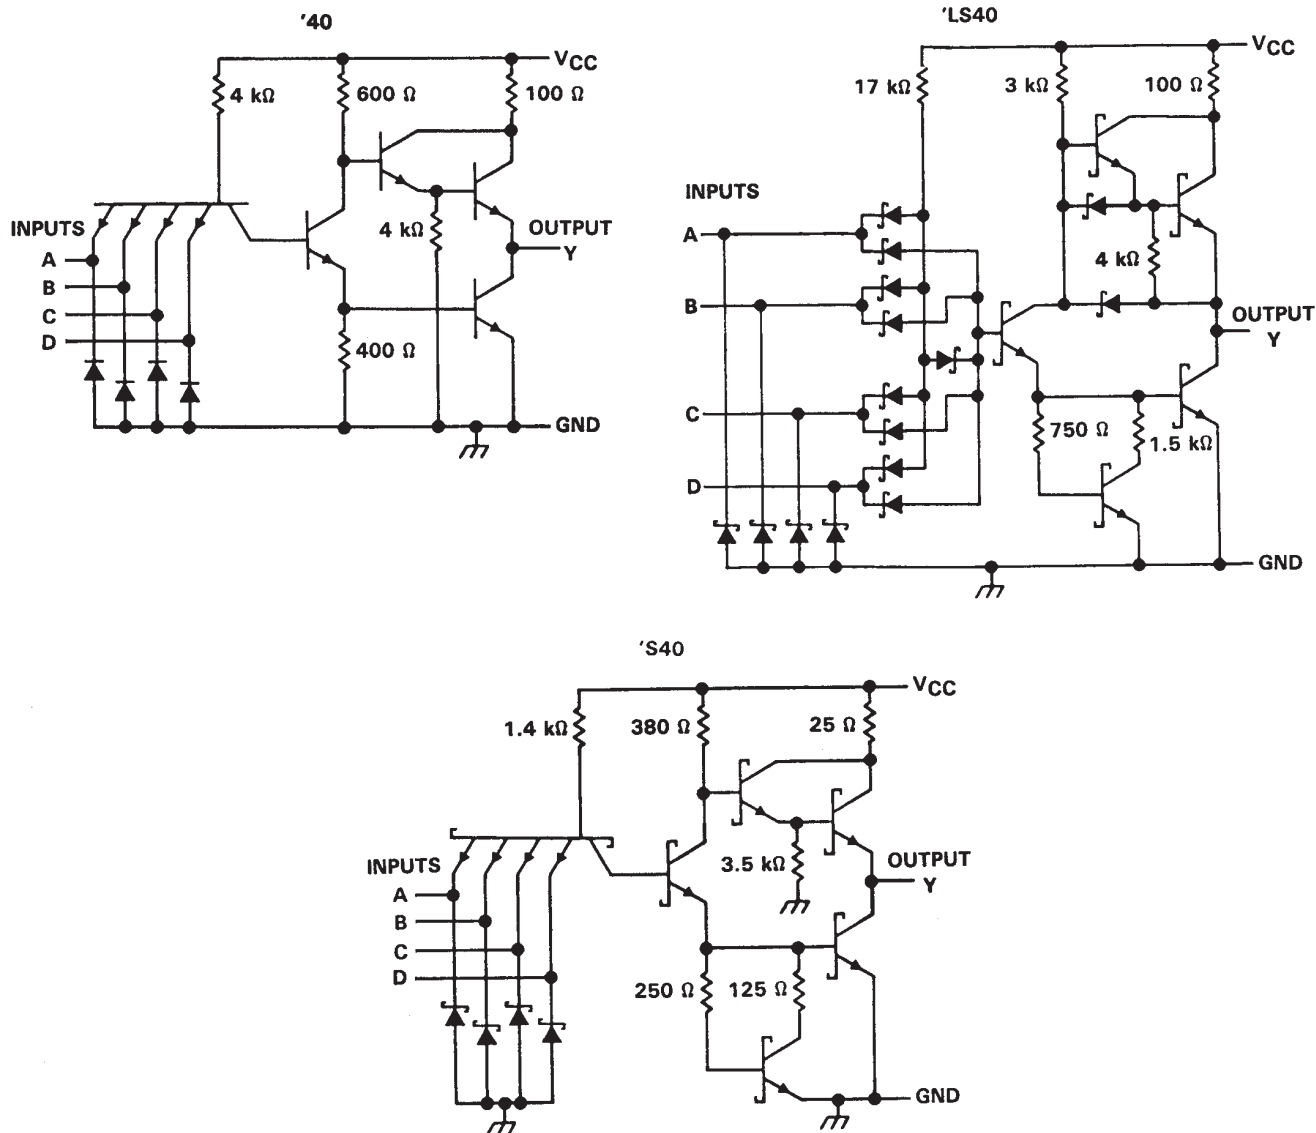 '40
VCC
4 kΩ
600 Ω
100 Ω
INPUTS
4 kΩ
OUTPUT
Y
A
B
C
D
400 Ω
GND
'LS40
VCC
17 kΩ
3 kΩ
100 Ω
INPUTS
A
4 kΩ
B
OUTPUT
Y
C
750 Ω
1.5 kΩ
D
GND
'S40
VCC
1.4 kΩ
380 Ω
25 Ω
INPUTS
3.5 kΩ
OUTPUT
Y
A
B
C
D
250 Ω
125 Ω
GND